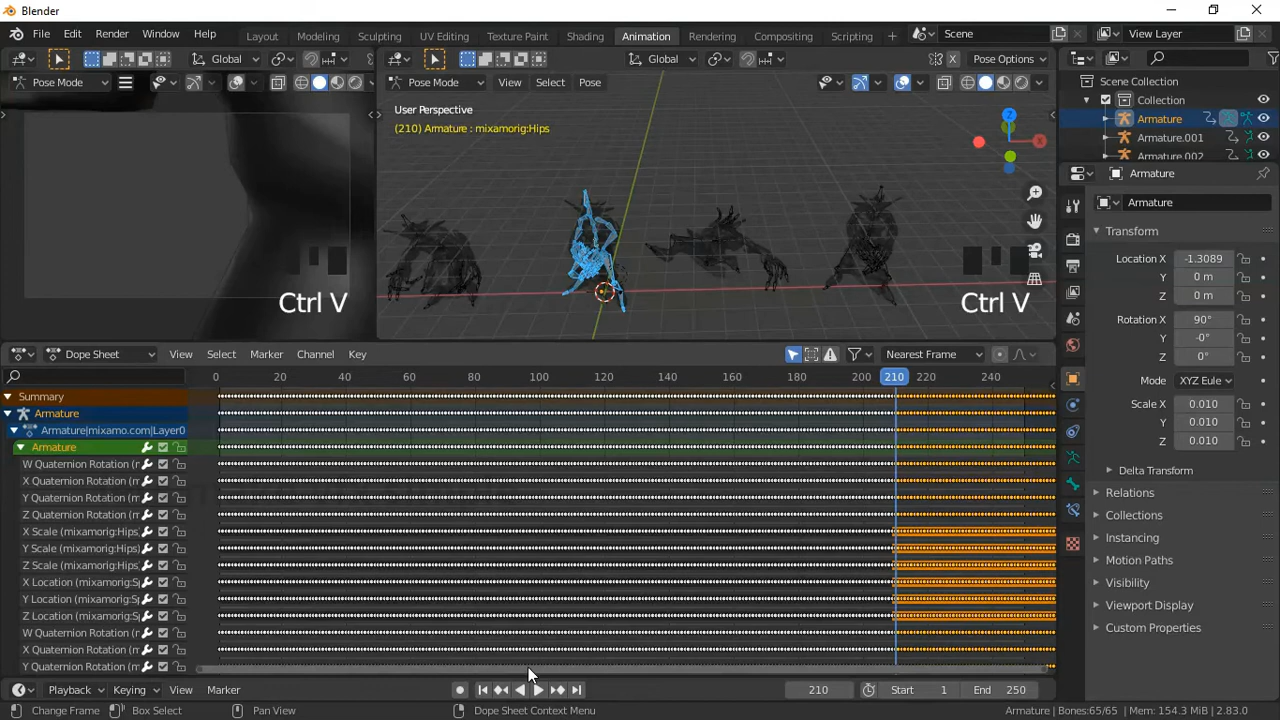 Blender
File Edit Render Window Help Layout Modeling Sculpting UV Editing Texture Paint Shading Animation Rendering Compositing Scripting + Scene View Layer
Global Global Pose Options
Pose Mode Pose Mode View Select Pose
User Perspective
(210) Armature : mixamorig:Hips
Z
X
Ctrl V Ctrl V
Scene Collection
Collection
Armature
Armature.001
Armature.002
Armature
Armature
Transform
Location X -1.3089
Y 0 m
Z 0 m
Rotation X 90°
Y -0°
Z 0°
Mode XYZ Eule
Scale X 0.010
Y 0.010
Z 0.010
Delta Transform
Relations
Collections
Instancing
Motion Paths
Visibility
Viewport Display
Custom Properties
Dope Sheet View Select Marker Channel Key Nearest Frame
0 20 40 60 80 100 120 140 160 180 200 210 220 240
Summary
Armature
Armature|mixamo.com|Layer0
Armature
W Quaternion Rotation (r
X Quaternion Rotation (m
Y Quaternion Rotation (m
Z Quaternion Rotation (m
X Scale (mixamorig:Hips)
Y Scale (mixamorig:Hips)
Z Scale (mixamorig:Hips)
X Location (mixamorig:Sp
Y Location (mixamorig:Sp
Z Location (mixamorig:Sp
W Quaternion Rotation (r
X Quaternion Rotation (m
Y Quaternion Rotation (m
Playback Keying View Marker 210 Start 1 End 250
Change Frame Box Select Pan View Dope Sheet Context Menu Armature | Bones:65/65 | Mem: 154.3 MiB | 2.83.0